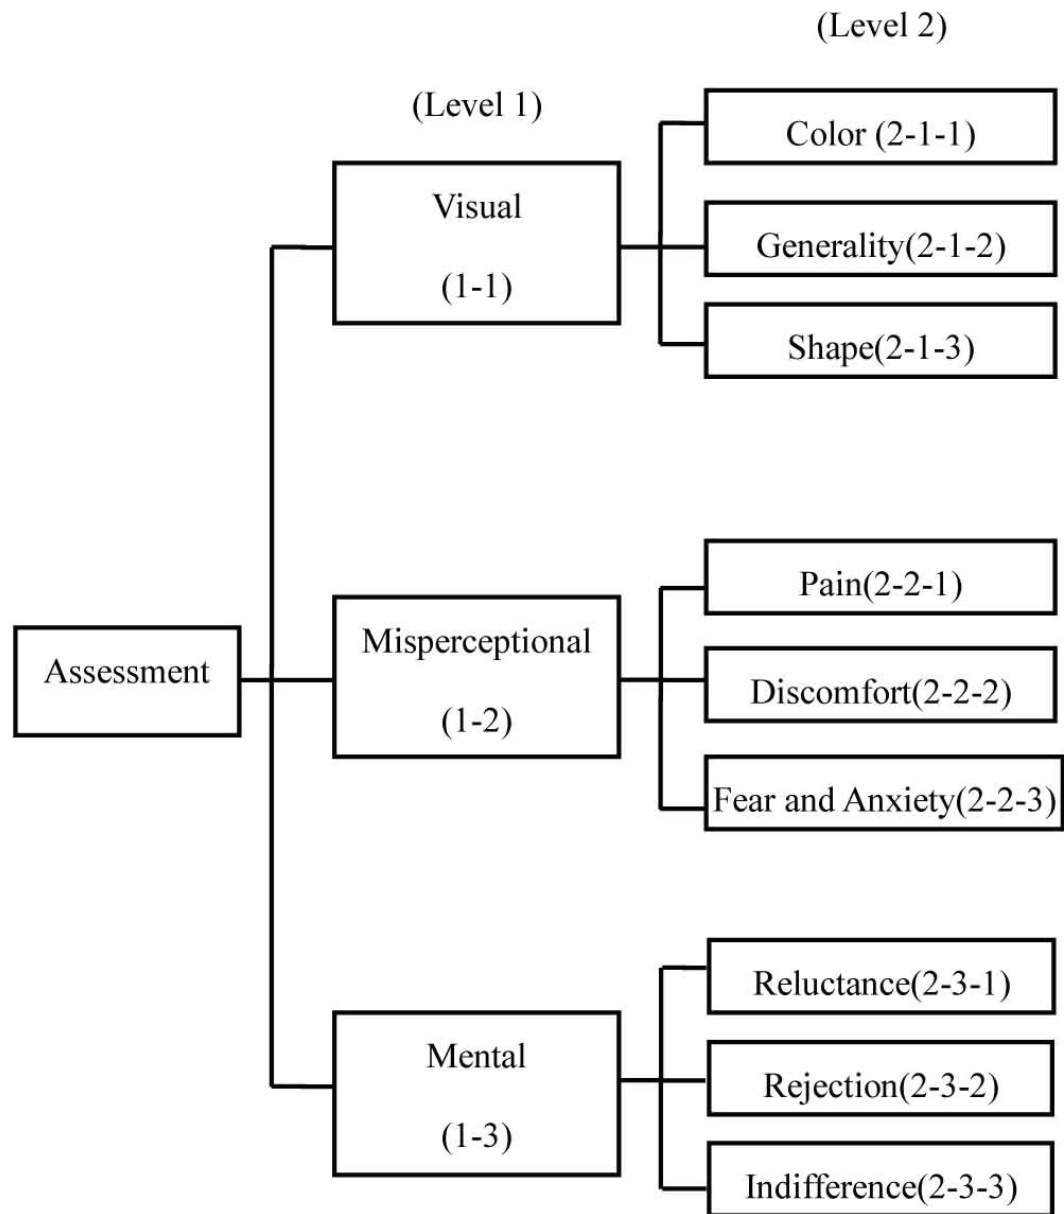 (Level 2)
(Level 1)
Color (2-1-1)
Visual
(1-1)
Generality(2-1-2)
Shape(2-1-3)
Assessment
Misperceptional
(1-2)
Pain(2-2-1)
Discomfort(2-2-2)
Fear and Anxiety(2-2-3)
Mental
(1-3)
Reluctance(2-3-1)
Rejection(2-3-2)
Indifference(2-3-3)